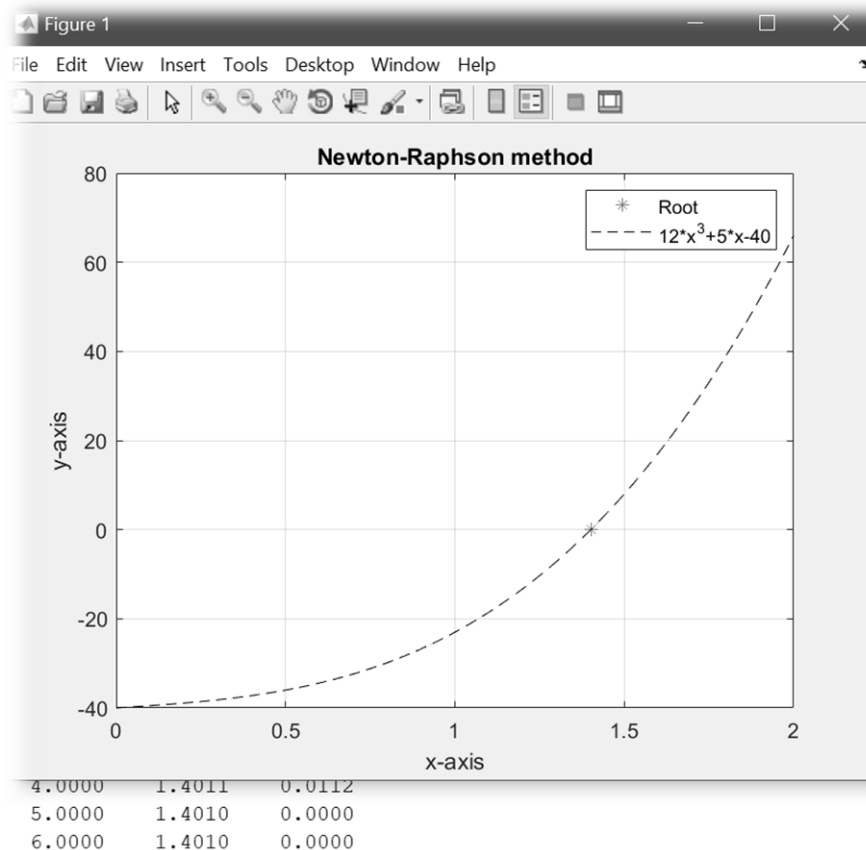 Figure 1
File Edit View Insert Tools Desktop Window Help
Newton-Raphson method
80
60
40
20
0
-20
-40
y-axis
Root
12*x^3+5*x-40
0 0.5 1 1.5 2
x-axis
4.0000 1.4011 0.0112
5.0000 1.4010 0.0000
6.0000 1.4010 0.0000